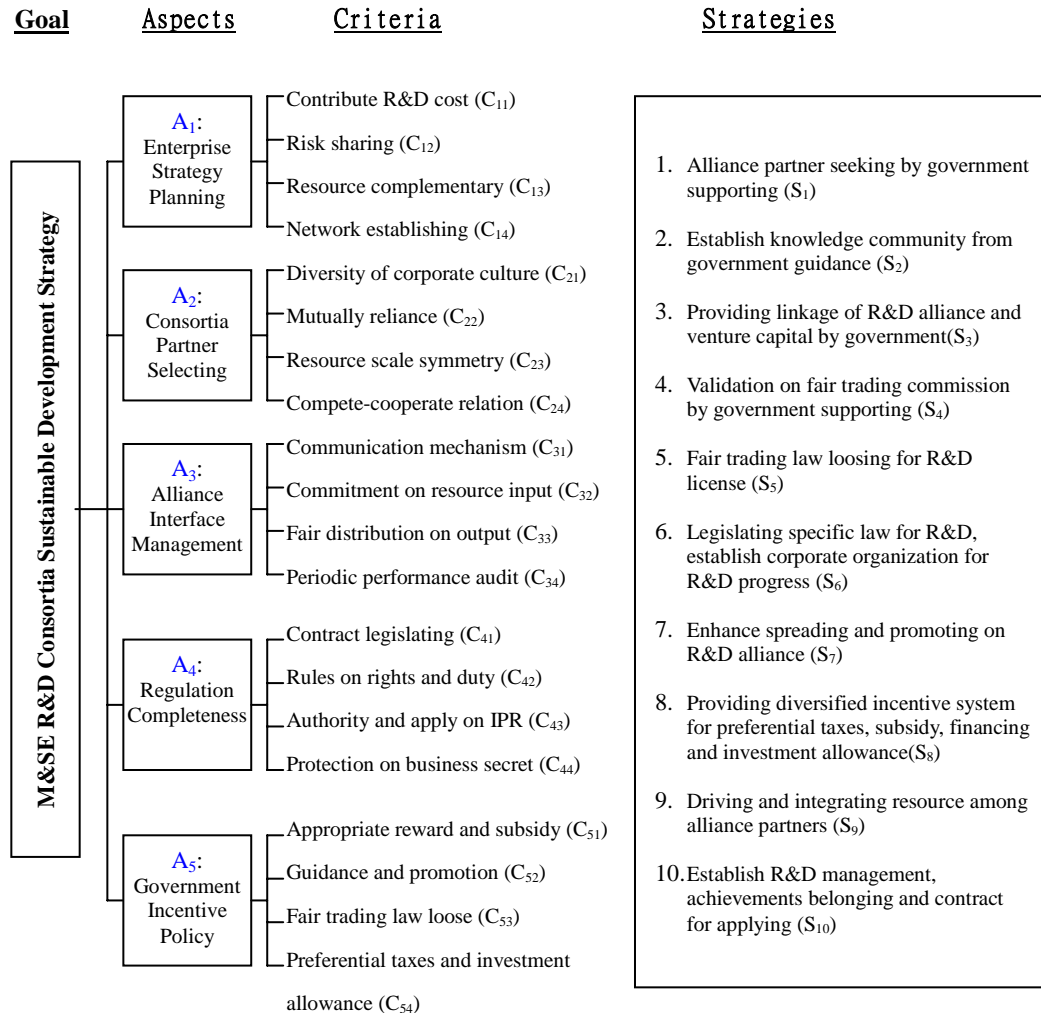 Goal Aspects Criteria Strategies
M&SE R&D Consortia Sustainable Development Strategy
A₁:
Enterprise
Strategy
Planning
Contribute R&D cost (C₁₁)
Risk sharing (C₁₂)
Resource complementary (C₁₃)
Network establishing (C₁₄)
A₂:
Consortia
Partner
Selecting
Diversity of corporate culture (C₂₁)
Mutually reliance (C₂₂)
Resource scale symmetry (C₂₃)
Compete-cooperate relation (C₂₄)
A₃:
Alliance
Interface
Management
Communication mechanism (C₃₁)
Commitment on resource input (C₃₂)
Fair distribution on output (C₃₃)
Periodic performance audit (C₃₄)
A₄:
Regulation
Completeness
Contract legislating (C₄₁)
Rules on rights and duty (C₄₂)
Authority and apply on IPR (C₄₃)
Protection on business secret (C₄₄)
A₅:
Government
Incentive
Policy
Appropriate reward and subsidy (C₅₁)
Guidance and promotion (C₅₂)
Fair trading law loose (C₅₃)
Preferential taxes and investment
allowance (C₅₄)
1. Alliance partner seeking by government
supporting (S₁)
2. Establish knowledge community from
government guidance (S₂)
3. Providing linkage of R&D alliance and
venture capital by government(S₃)
4. Validation on fair trading commission
by government supporting (S₄)
5. Fair trading law loosing for R&D
license (S₅)
6. Legislating specific law for R&D,
establish corporate organization for
R&D progress (S₆)
7. Enhance spreading and promoting on
R&D alliance (S₇)
8. Providing diversified incentive system
for preferential taxes, subsidy, financing
and investment allowance(S₈)
9. Driving and integrating resource among
alliance partners (S₉)
10. Establish R&D management,
achievements belonging and contract
for applying (S₁₀)